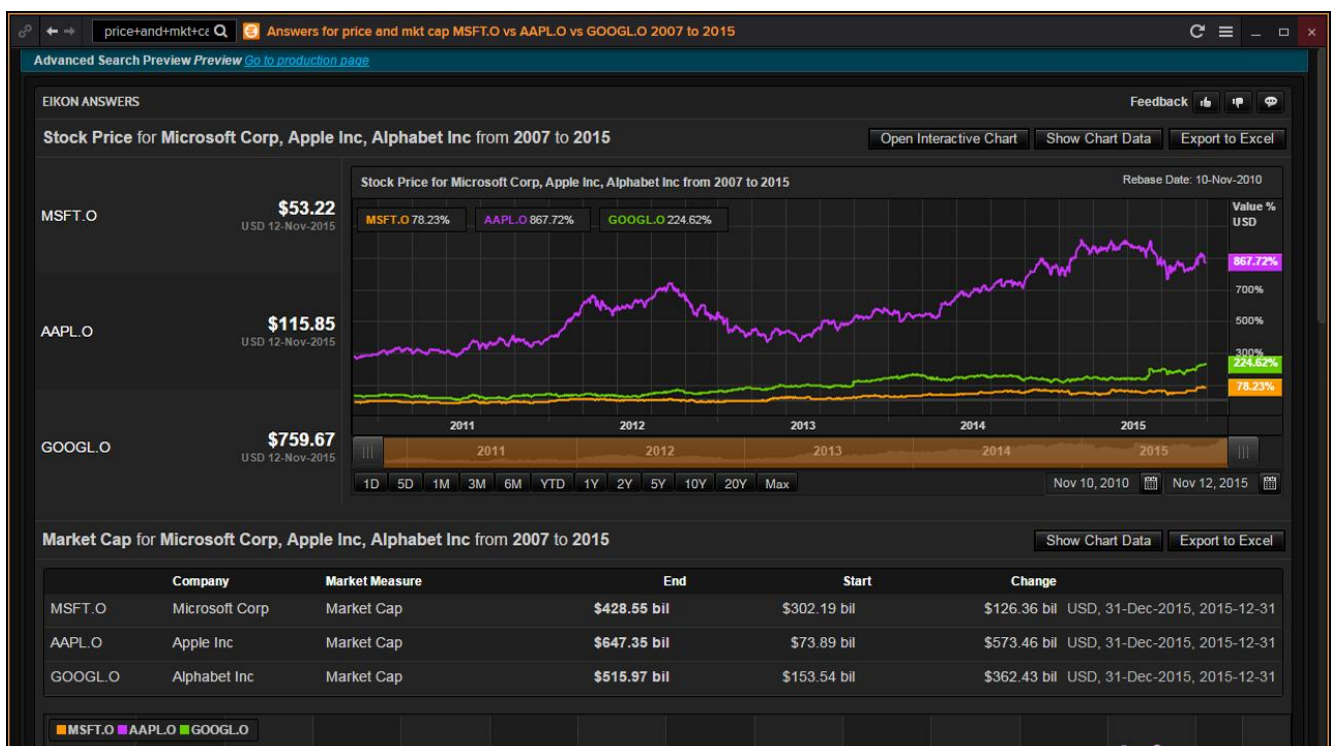 price+and+mkt+ca Answers for price and mkt cap MSFT.O vs AAPL.O vs GOOGL.O 2007 to 2015
Advanced Search Preview Preview Go to production page
EIKON ANSWERS Feedback
Stock Price for Microsoft Corp, Apple Inc, Alphabet Inc from 2007 to 2015 Open Interactive Chart Show Chart Data Export to Excel
MSFT.O $53.22
USD 12-Nov-2015
AAPL.O $115.85
USD 12-Nov-2015
GOOGL.O $759.67
USD 12-Nov-2015
Stock Price for Microsoft Corp, Apple Inc, Alphabet Inc from 2007 to 2015 Rebase Date: 10-Nov-2010
MSFT.O 78.23% AAPL.O 867.72% GOOGL.O 224.62%
Value %
USD
867.72%
700%
500%
300%
224.62%
78.23%
2011 2012 2013 2014 2015
2011 2012 2013 2014 2015
1D 5D 1M 3M 6M YTD 1Y 2Y 5Y 10Y 20Y Max Nov 10, 2010 Nov 12, 2015
Market Cap for Microsoft Corp, Apple Inc, Alphabet Inc from 2007 to 2015 Show Chart Data Export to Excel
Company Market Measure End Start Change
MSFT.O Microsoft Corp Market Cap $428.55 bil $302.19 bil $126.36 bil USD, 31-Dec-2015, 2015-12-31
AAPL.O Apple Inc Market Cap $647.35 bil $73.89 bil $573.46 bil USD, 31-Dec-2015, 2015-12-31
GOOGL.O Alphabet Inc Market Cap $515.97 bil $153.54 bil $362.43 bil USD, 31-Dec-2015, 2015-12-31
MSFT.O AAPL.O GOOGL.O